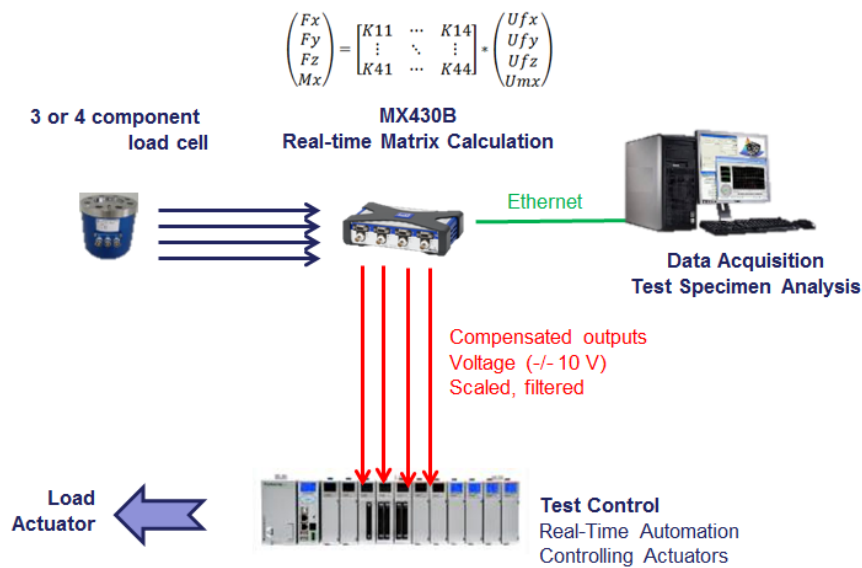 Fx
Fy
Fz
Mx
=
K11 ⋯ K14
⋮ ⋱ ⋮
K41 ⋯ K44
*
Ufx
Ufy
Ufz
Umx
3 or 4 component
load cell
MX430B
Real-time Matrix Calculation
Ethernet
Data Acquisition
Test Specimen Analysis
Compensated outputs
Voltage (-/- 10 V)
Scaled, filtered
Load
Actuator
Test Control
Real-Time Automation
Controlling Actuators